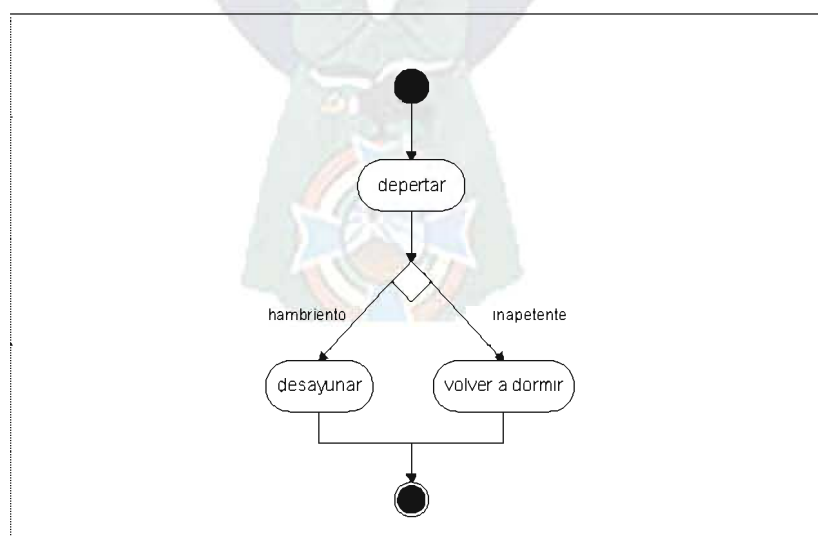 depertar
hambriento
inapetente
desayunar
volver a dormir